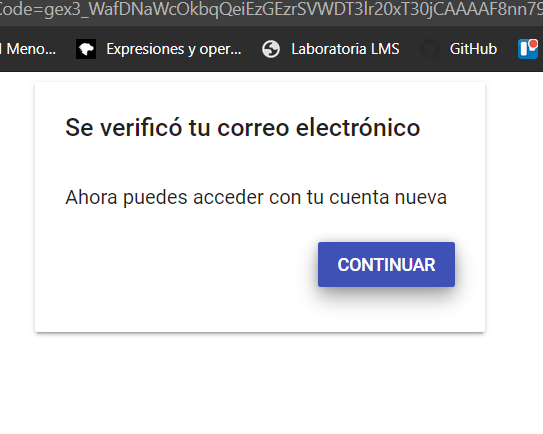 Code=gex3_WafDNaWcOkbqQeiEzGEzrSVWDT3Ir20xT30jCAAAAF8nn79
l Meno... Expresiones y oper... Laboratoria LMS GitHub
Se verificó tu correo electrónico
Ahora puedes acceder con tu cuenta nueva
CONTINUAR